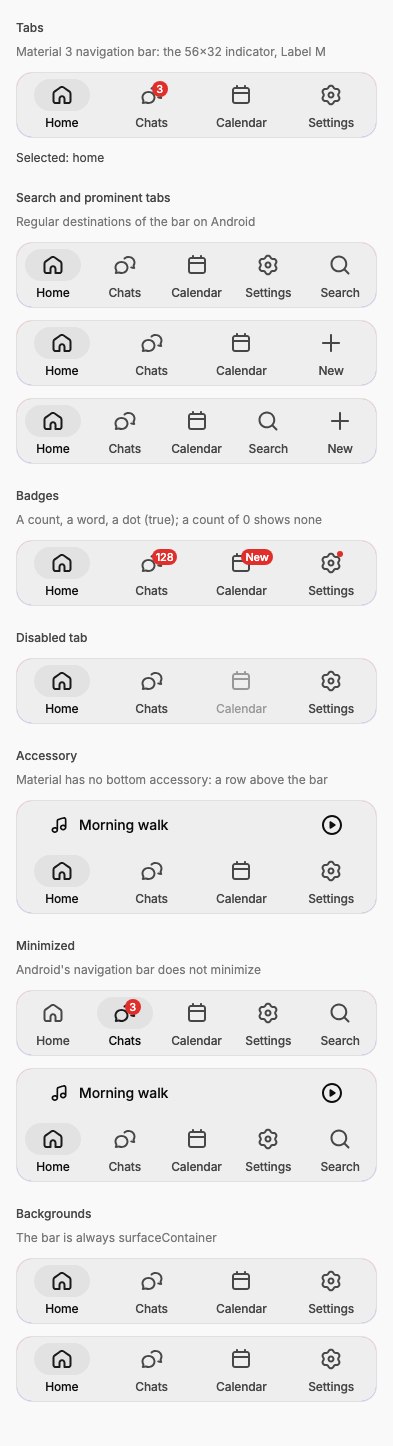 Tabs
Material 3 navigation bar: the 56×32 indicator, Label M
3
Home Chats Calendar Settings
Selected: home
Search and prominent tabs
Regular destinations of the bar on Android
Home Chats Calendar Settings Search
Home Chats Calendar New
Home Chats Calendar Search New
Badges
A count, a word, a dot (true); a count of 0 shows none
128 New
Home Chats Calendar Settings
Disabled tab
Home Chats Calendar Settings
Accessory
Material has no bottom accessory: a row above the bar
Morning walk
Home Chats Calendar Settings
Minimized
Android's navigation bar does not minimize
3
Home Chats Calendar Settings Search
Morning walk
Home Chats Calendar Settings Search
Backgrounds
The bar is always surfaceContainer
Home Chats Calendar Settings
Home Chats Calendar Settings